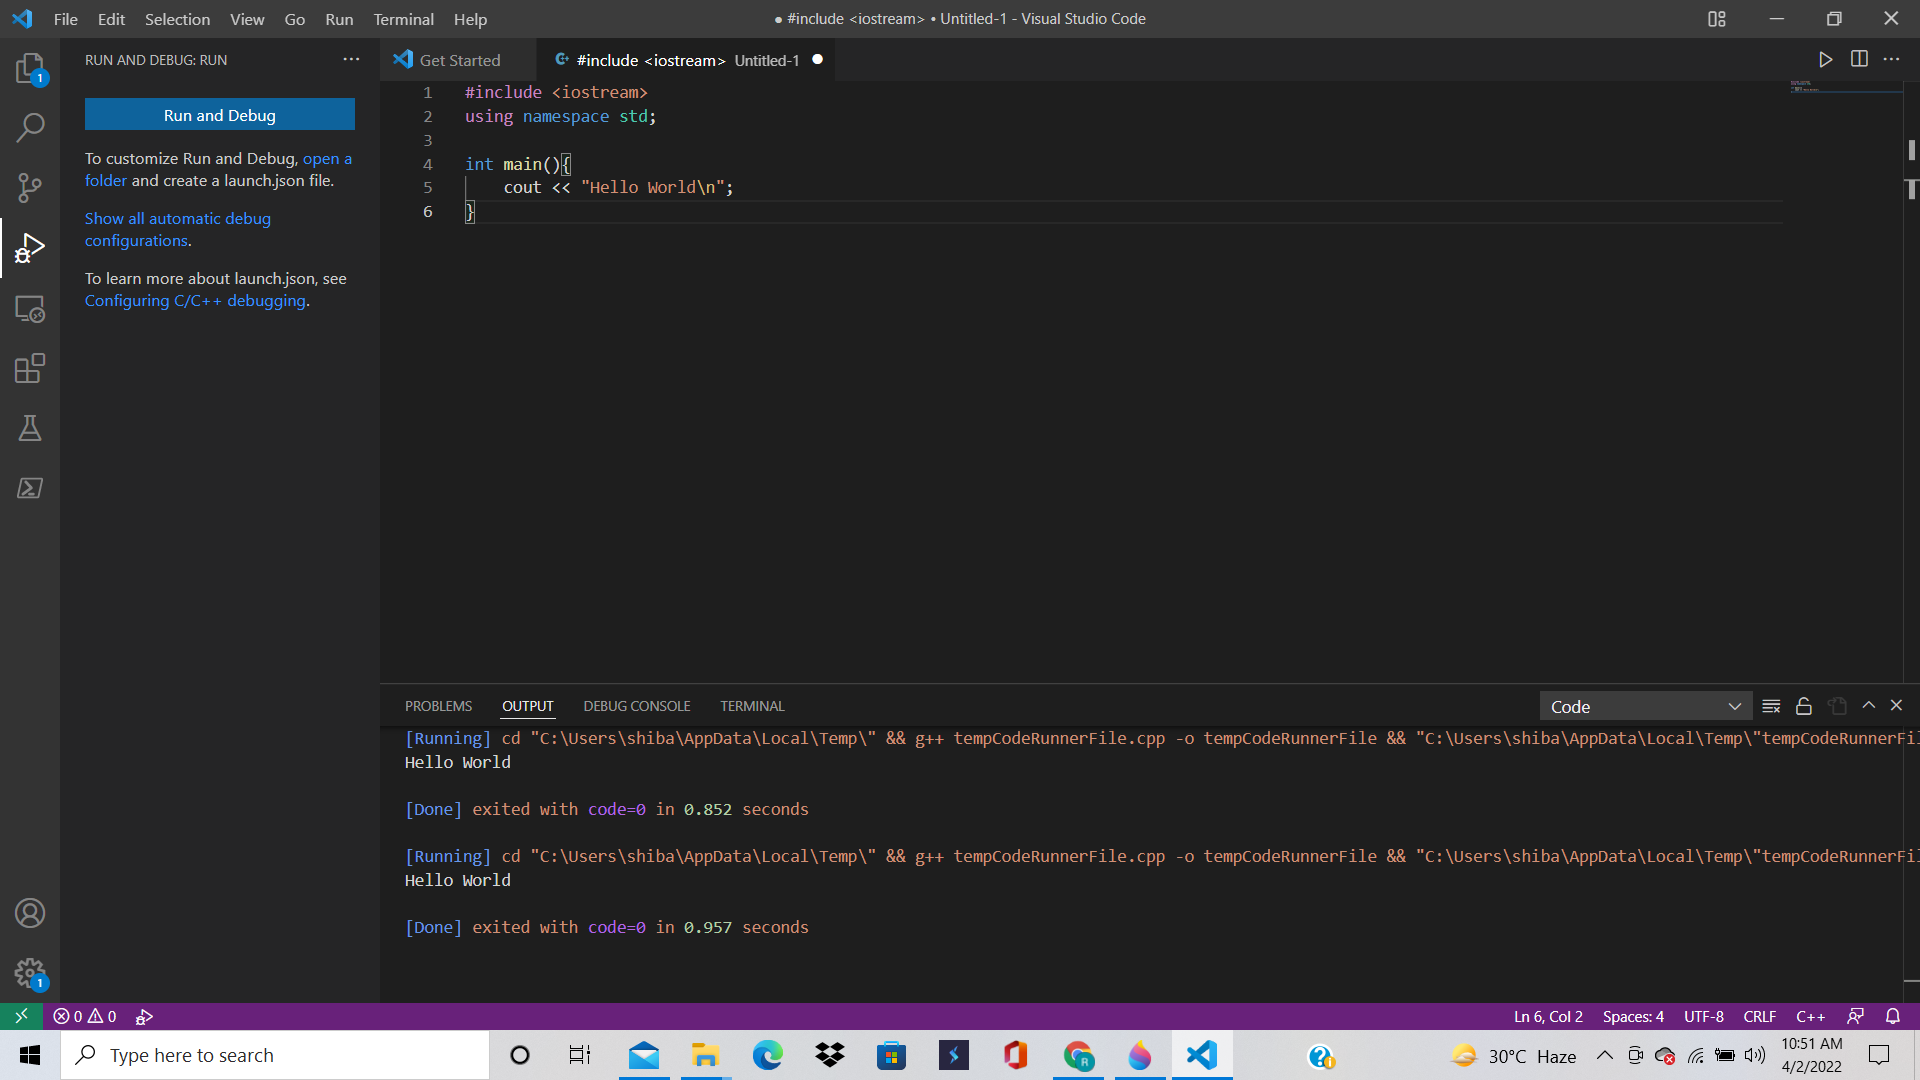 File Edit Selection View Go Run Terminal Help
● #include <iostream> • Untitled-1 - Visual Studio Code
RUN AND DEBUG: RUN
Run and Debug
To customize Run and Debug, open a
folder and create a launch.json file.
Show all automatic debug
configurations.
To learn more about launch.json, see
Configuring C/C++ debugging.
Get Started
#include <iostream> Untitled-1
1 #include <iostream>
2 using namespace std;
3
4 int main(){
5     cout << "Hello World\n";
6 }
PROBLEMS OUTPUT DEBUG CONSOLE TERMINAL
Code
[Running] cd "C:\Users\shiba\AppData\Local\Temp\" && g++ tempCodeRunnerFile.cpp -o tempCodeRunnerFile && "C:\Users\shiba\AppData\Local\Temp\"tempCodeRunnerFil
Hello World
[Done] exited with code=0 in 0.852 seconds
[Running] cd "C:\Users\shiba\AppData\Local\Temp\" && g++ tempCodeRunnerFile.cpp -o tempCodeRunnerFile && "C:\Users\shiba\AppData\Local\Temp\"tempCodeRunnerFil
Hello World
[Done] exited with code=0 in 0.957 seconds
1
1
0 0
Ln 6, Col 2 Spaces: 4 UTF-8 CRLF C++
Type here to search
R
30°C Haze
10:51 AM
4/2/2022